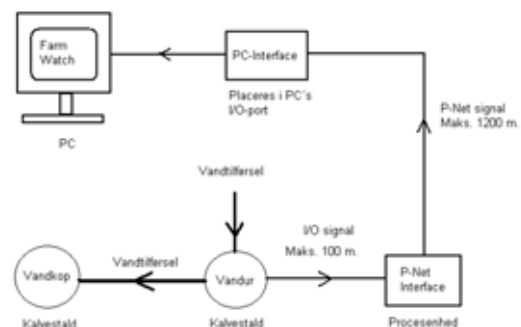 Farm
Watch
PC
PC-Interface
Placeres i PC´s
I/O-port
P-Net signal
Maks. 1200 m.
Vandtilførsel
I/O signal
Maks. 100 m.
Vandkop
Vandtilførsel
Vandur
P-Net
Interface
Kalvestald
Kalvestald
Procesenhed